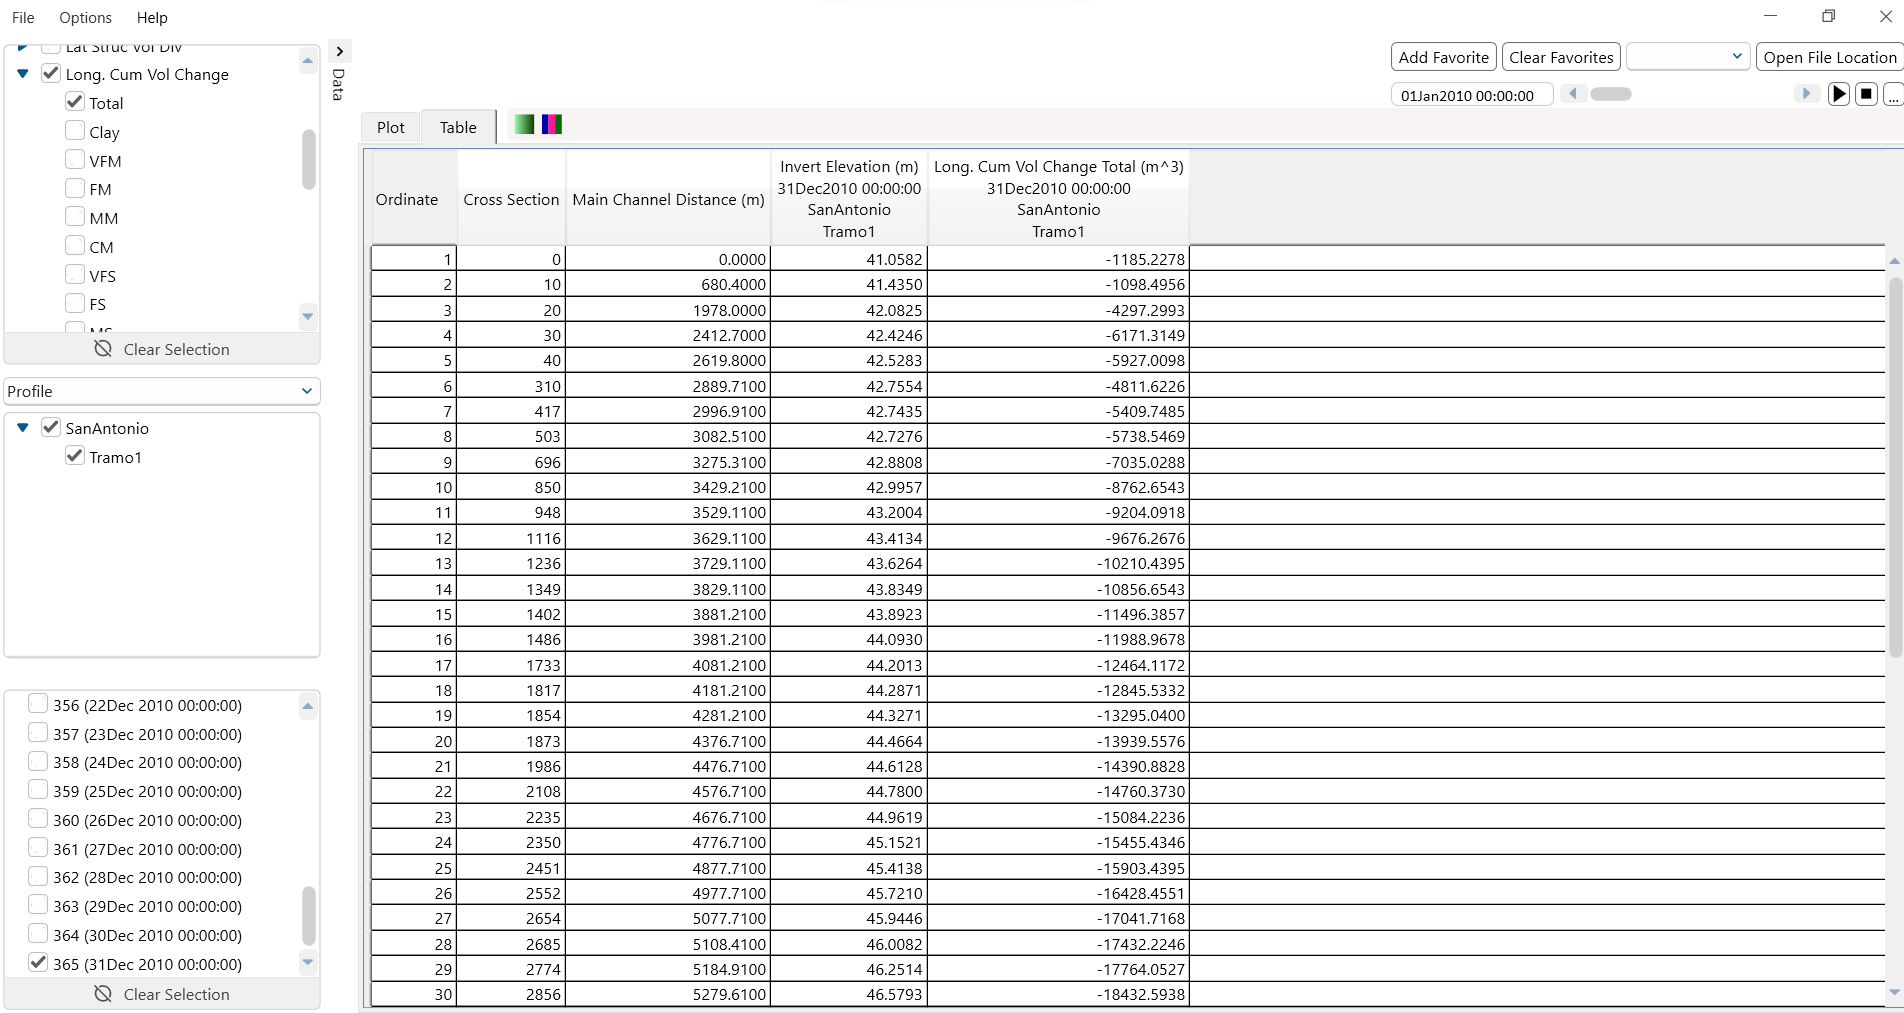 File Options Help
Lat Struc Vol Div
Long. Cum Vol Change
Total
Clay
VFM
FM
MM
CM
VFS
FS
MS
Clear Selection
Profile
SanAntonio
Tramo1
356 (22Dec 2010 00:00:00)
357 (23Dec 2010 00:00:00)
358 (24Dec 2010 00:00:00)
359 (25Dec 2010 00:00:00)
360 (26Dec 2010 00:00:00)
361 (27Dec 2010 00:00:00)
362 (28Dec 2010 00:00:00)
363 (29Dec 2010 00:00:00)
364 (30Dec 2010 00:00:00)
365 (31Dec 2010 00:00:00)
Clear Selection
Data
Add Favorite Clear Favorites Open File Location
01Jan2010 00:00:00 ...
Plot Table
Ordinate Cross Section Main Channel Distance (m)
Invert Elevation (m)
31Dec2010 00:00:00
SanAntonio
Tramo1
Long. Cum Vol Change Total (m^3)
31Dec2010 00:00:00
SanAntonio
Tramo1
1 0 0.0000 41.0582 -1185.2278
2 10 680.4000 41.4350 -1098.4956
3 20 1978.0000 42.0825 -4297.2993
4 30 2412.7000 42.4246 -6171.3149
5 40 2619.8000 42.5283 -5927.0098
6 310 2889.7100 42.7554 -4811.6226
7 417 2996.9100 42.7435 -5409.7485
8 503 3082.5100 42.7276 -5738.5469
9 696 3275.3100 42.8808 -7035.0288
10 850 3429.2100 42.9957 -8762.6543
11 948 3529.1100 43.2004 -9204.0918
12 1116 3629.1100 43.4134 -9676.2676
13 1236 3729.1100 43.6264 -10210.4395
14 1349 3829.1100 43.8349 -10856.6543
15 1402 3881.2100 43.8923 -11496.3857
16 1486 3981.2100 44.0930 -11988.9678
17 1733 4081.2100 44.2013 -12464.1172
18 1817 4181.2100 44.2871 -12845.5332
19 1854 4281.2100 44.3271 -13295.0400
20 1873 4376.7100 44.4664 -13939.5576
21 1986 4476.7100 44.6128 -14390.8828
22 2108 4576.7100 44.7800 -14760.3730
23 2235 4676.7100 44.9619 -15084.2236
24 2350 4776.7100 45.1521 -15455.4346
25 2451 4877.7100 45.4138 -15903.4395
26 2552 4977.7100 45.7210 -16428.4551
27 2654 5077.7100 45.9446 -17041.7168
28 2685 5108.4100 46.0082 -17432.2246
29 2774 5184.9100 46.2514 -17764.0527
30 2856 5279.6100 46.5793 -18432.5938